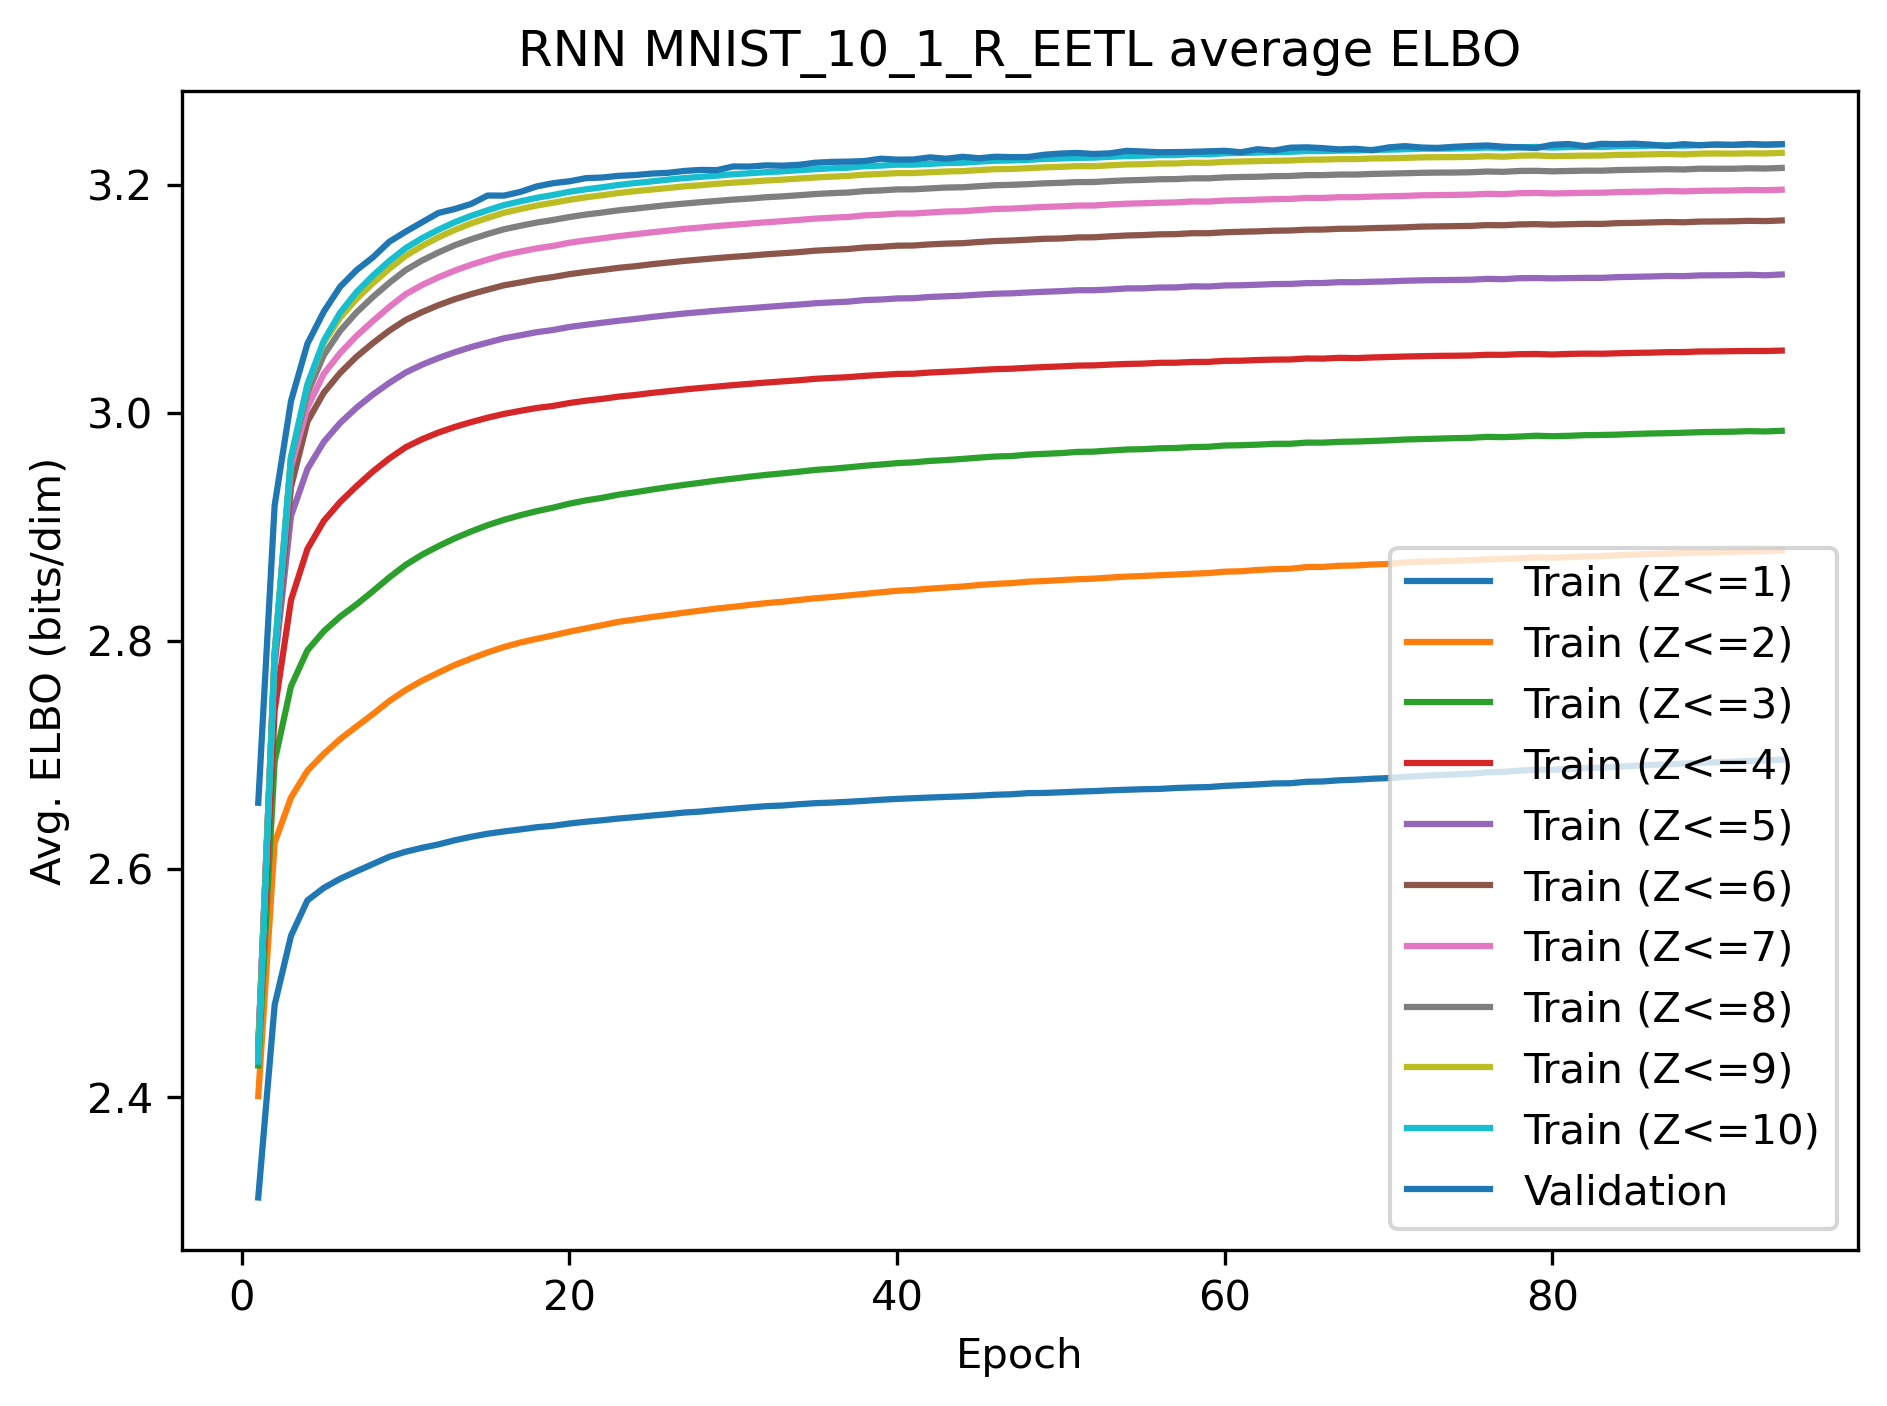 RNN MNIST_10_1_R_EETL average ELBO
Avg. ELBO (bits/dim)
3.2
3.0
2.8
2.6
2.4
Train (Z<=1)
Train (Z<=2)
Train (Z<=3)
Train (Z<=4)
Train (Z<=5)
Train (Z<=6)
Train (Z<=7)
Train (Z<=8)
Train (Z<=9)
Train (Z<=10)
Validation
0 20 40 60 80
Epoch